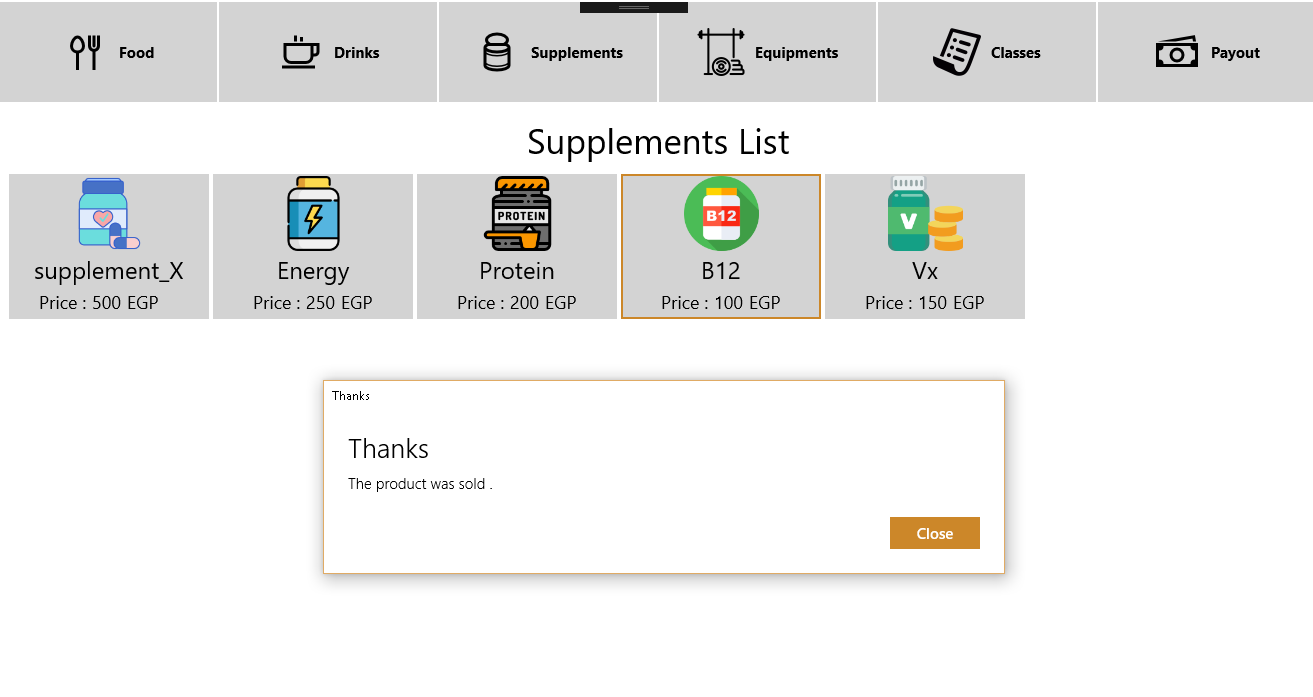 Food Drinks Supplements Equipments Classes Payout
Supplements List
PROTEIN B12 V
supplement_X Energy Protein B12 Vx
Price : 500 EGP Price : 250 EGP Price : 200 EGP Price : 100 EGP Price : 150 EGP
Thanks
Thanks
The product was sold .
Close